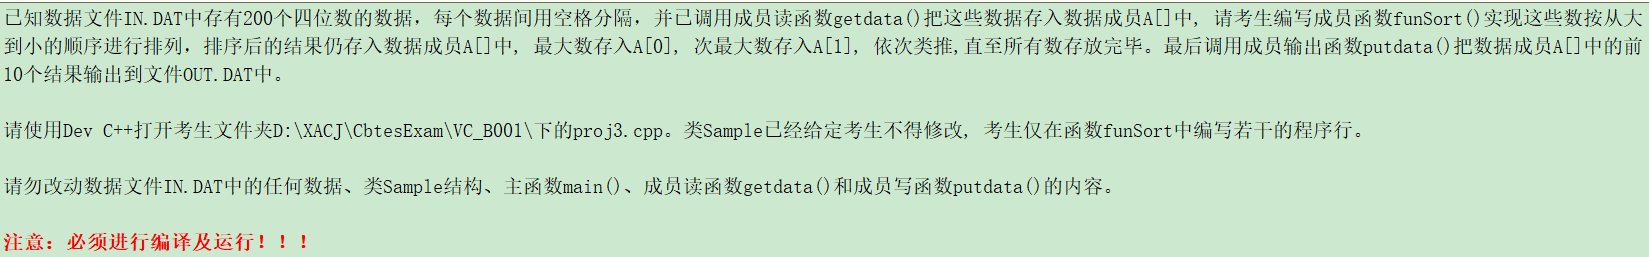 已知数据文件IN.DAT中存有200个四位数的数据，每个数据间用空格分隔，并已调用成员读函数getdata()把这些数据存入数据成员A[]中, 请考生编写成员函数funSort()实现这些数按从大
到小的顺序进行排列，排序后的结果仍存入数据成员A[]中, 最大数存入A[0], 次最大数存入A[1], 依次类推,直至所有数存放完毕。最后调用成员输出函数putdata()把数据成员A[]中的前
10个结果输出到文件OUT.DAT中。
请使用Dev C++打开考生文件夹D:\XACJ\CbtesExam\VC_B001\下的proj3.cpp。类Sample已经给定考生不得修改, 考生仅在函数funSort中编写若干的程序行。
请勿改动数据文件IN.DAT中的任何数据、类Sample结构、主函数main()、成员读函数getdata()和成员写函数putdata()的内容。
注意：必须进行编译及运行！！！